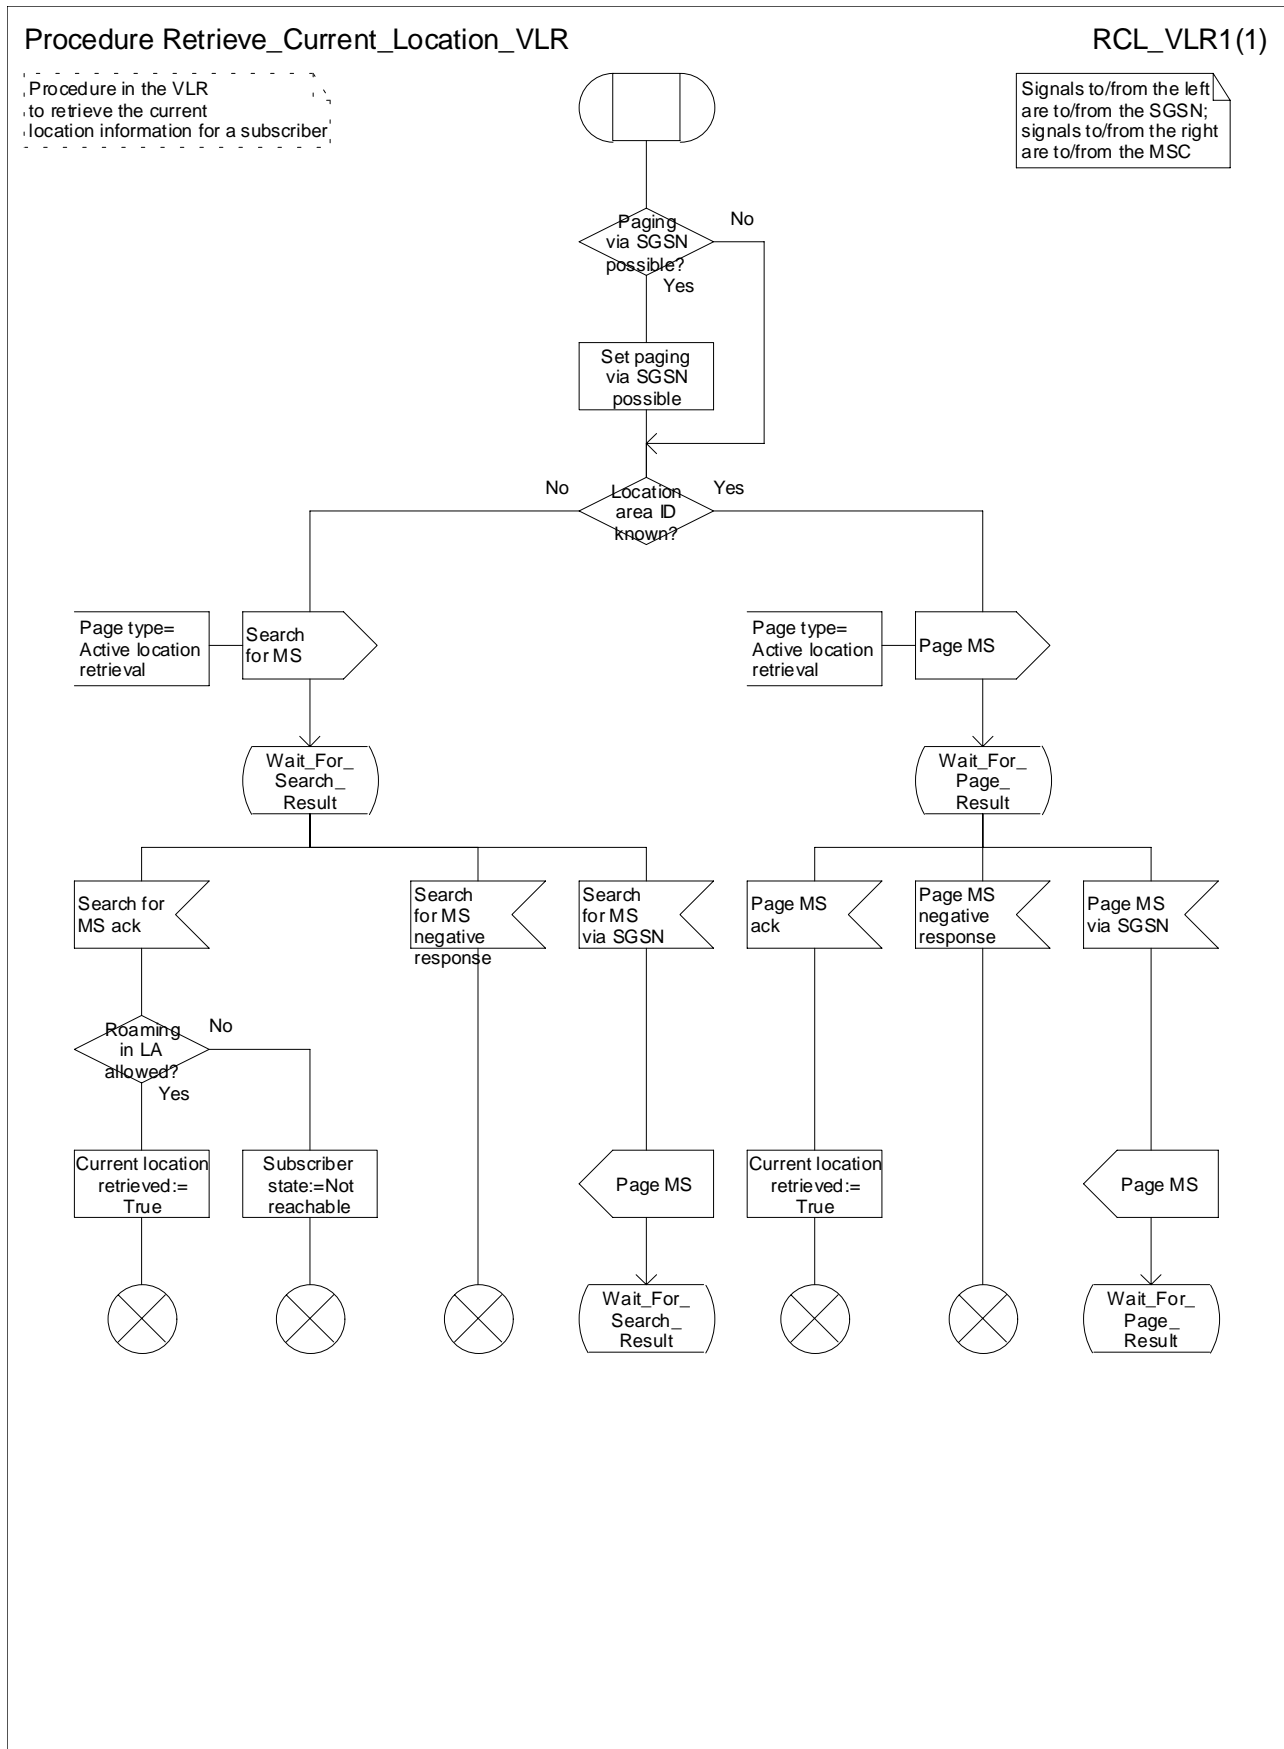 Procedure Retrieve_Current_Location_VLR
RCL_VLR1(1)
Procedure in the VLR
to retrieve the current
location information for a subscriber
Signals to/from the left
are to/from the SGSN;
signals to/from the right
are to/from the MSC
Paging
via SGSN
possible?
No
Yes
Set paging
via SGSN
possible
No
Location
area ID
known?
Yes
Page type=
Active location
retrieval
Search
for MS
Page type=
Active location
retrieval
Page MS
Wait_For_
Search_
Result
Wait_For_
Page_
Result
Search for
MS ack
Search
for MS
negative
response
Search
for MS
via SGSN
Page MS
ack
Page MS
negative
response
Page MS
via SGSN
Roaming
in LA
allowed?
No
Yes
Current location
retrieved:=
True
Subscriber
state:=Not
reachable
Page MS
Current location
retrieved:=
True
Page MS
Wait_For_
Search_
Result
Wait_For_
Page_
Result